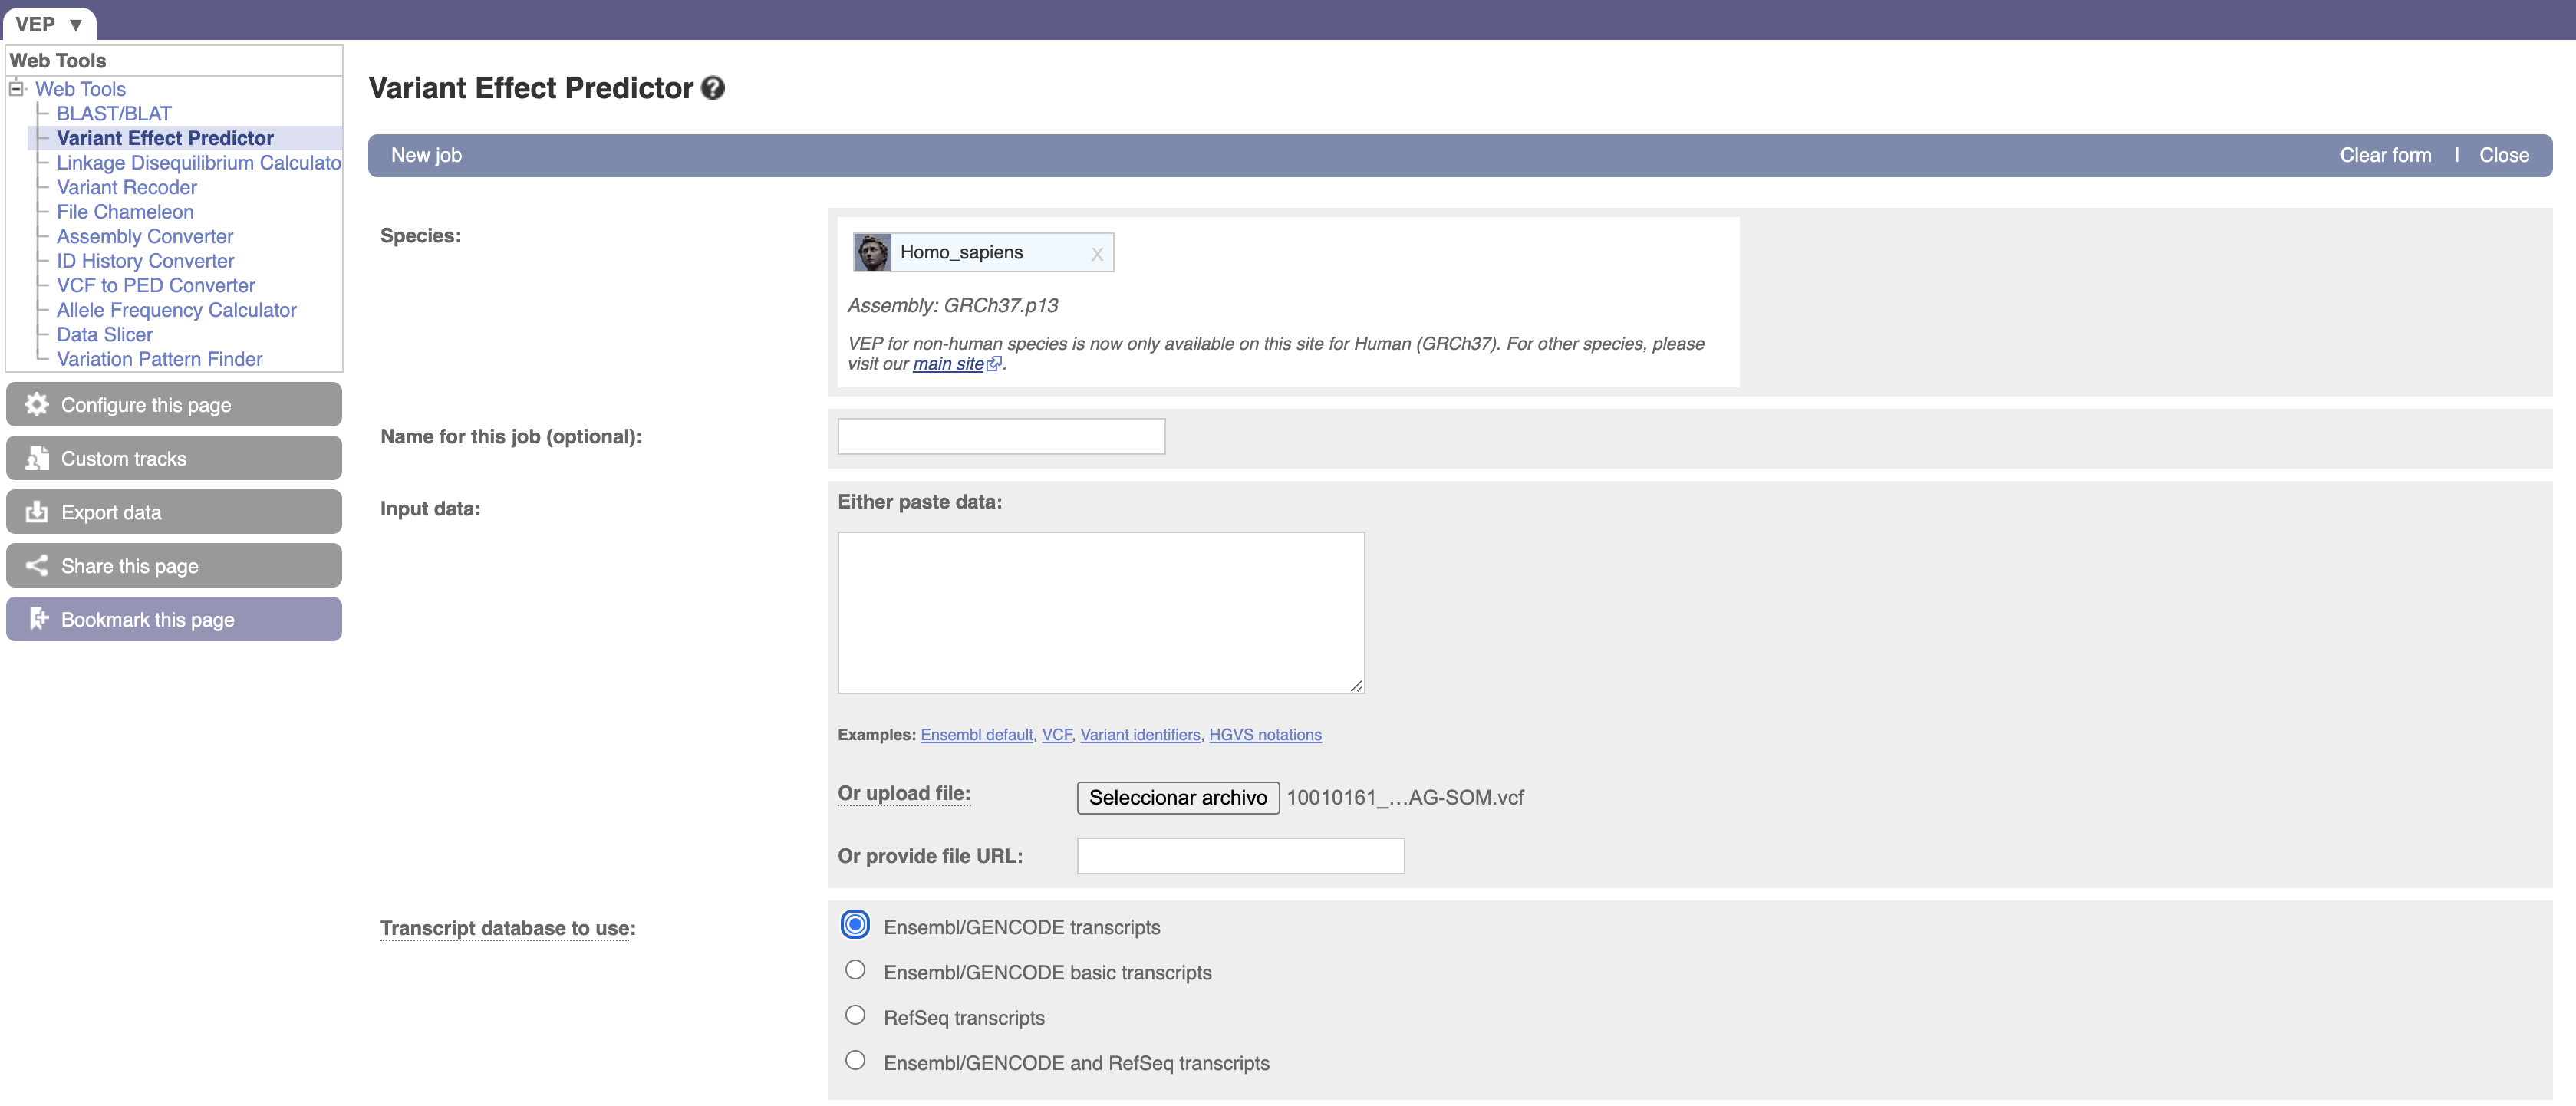 VEP ▼
Web Tools
Web Tools
BLAST/BLAT
Variant Effect Predictor
Linkage Disequilibrium Calculato
Variant Recoder
File Chameleon
Assembly Converter
ID History Converter
VCF to PED Converter
Allele Frequency Calculator
Data Slicer
Variation Pattern Finder
Configure this page
Custom tracks
Export data
Share this page
Bookmark this page
Variant Effect Predictor ?
New job
Clear form | Close
Species:
Homo_sapiens x
Assembly: GRCh37.p13
VEP for non-human species is now only available on this site for Human (GRCh37). For other species, please
visit our main site.
Name for this job (optional):
Input data:
Either paste data:
Examples: Ensembl default, VCF, Variant identifiers, HGVS notations
Or upload file: Seleccionar archivo 10010161_...AG-SOM.vcf
Or provide file URL:
Transcript database to use:
Ensembl/GENCODE transcripts
Ensembl/GENCODE basic transcripts
RefSeq transcripts
Ensembl/GENCODE and RefSeq transcripts